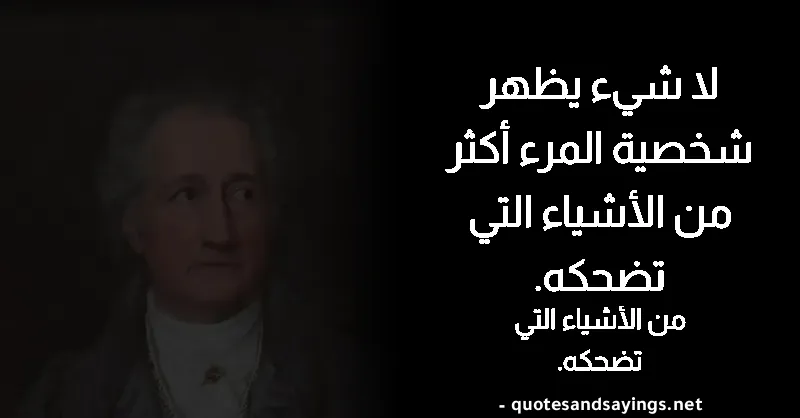 لا شيء يظهر
شخصية المرء أكثر
من الأشياء التي
تضحكه.
من الأشياء التي
تضحكه.
- quotesandsayings.net